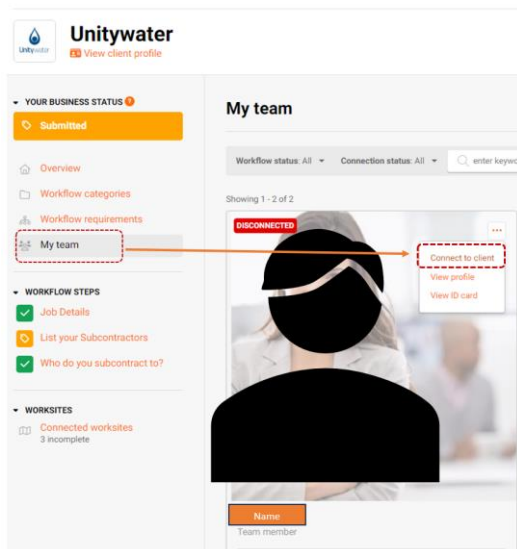 Unitywater
Unitywater
View client profile
YOUR BUSINESS STATUS
Submitted
Overview
Workflow categories
Workflow requirements
My team
WORKFLOW STEPS
Job Details
List your Subcontractors
Who do you subcontract to?
WORKSITES
Connected worksites
3 incomplete
My team
Workflow status: All Connection status: All enter keywo
Showing 1 - 2 of 2
DISCONNECTED
Connect to client
View profile
View ID card
Name
Team member